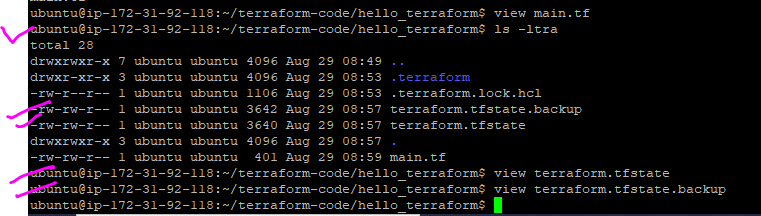 ubuntu@ip-172-31-92-118:~/terraform-code/hello_terraform$ view main.tf
ubuntu@ip-172-31-92-118:~/terraform-code/hello_terraform$ ls -ltra
total 28
drwxrwxr-x 7 ubuntu ubuntu 4096 Aug 29 08:49 ..
drwxr-xr-x 3 ubuntu ubuntu 4096 Aug 29 08:53 .terraform
-rw-r--r-- 1 ubuntu ubuntu 1106 Aug 29 08:53 .terraform.lock.hcl
-rw-rw-r-- 1 ubuntu ubuntu 3642 Aug 29 08:57 terraform.tfstate.backup
-rw-rw-r-- 1 ubuntu ubuntu 3640 Aug 29 08:57 terraform.tfstate
drwxrwxr-x 3 ubuntu ubuntu 4096 Aug 29 08:57 .
-rw-rw-r-- 1 ubuntu ubuntu  401 Aug 29 08:59 main.tf
ubuntu@ip-172-31-92-118:~/terraform-code/hello_terraform$ view terraform.tfstate
ubuntu@ip-172-31-92-118:~/terraform-code/hello_terraform$ view terraform.tfstate.backup
ubuntu@ip-172-31-92-118:~/terraform-code/hello_terraform$